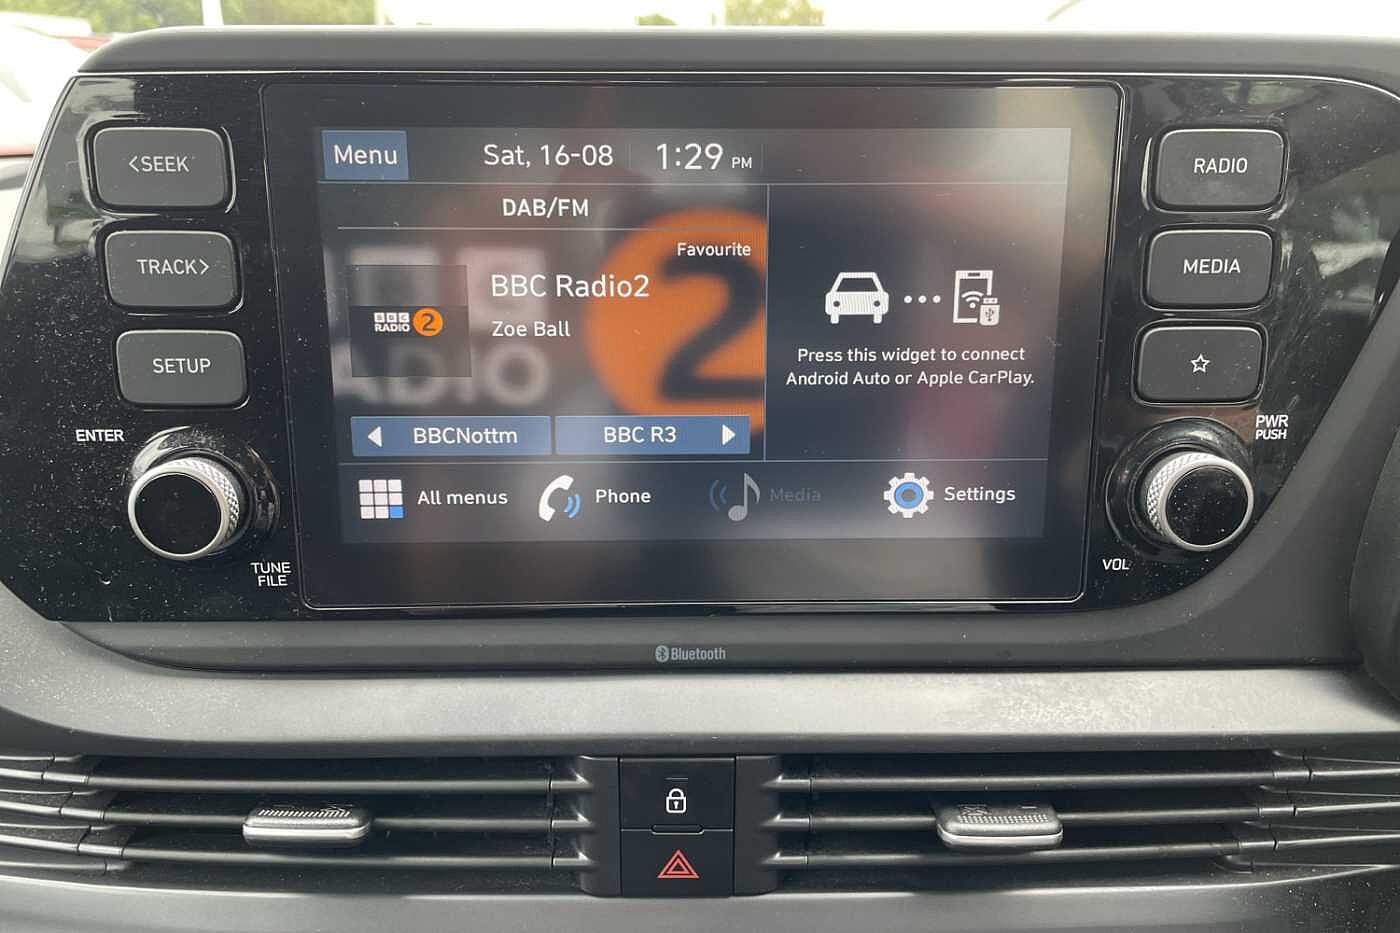 <SEEK
TRACK>
SETUP
ENTER
TUNE
FILE
Menu
Sat, 16-08
1:29 PM
DAB/FM
Favourite
BBC Radio2
Zoe Ball
BBC
RADIO 2
BBCNottm
BBC R3
Press this widget to connect
Android Auto or Apple CarPlay.
All menus
Phone
Media
Settings
RADIO
MEDIA
PWR
PUSH
VOL
Bluetooth